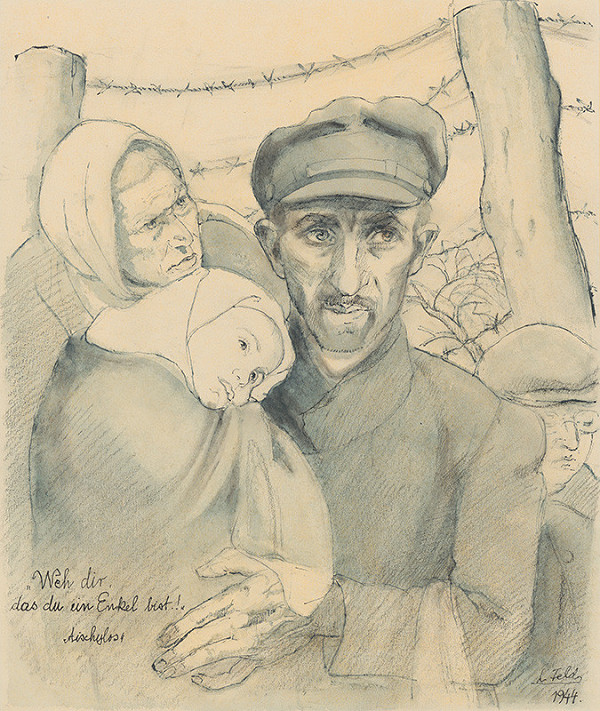 „Weh dir,
das du ein Enkel bist!“
Aischylos
Feld
1944.